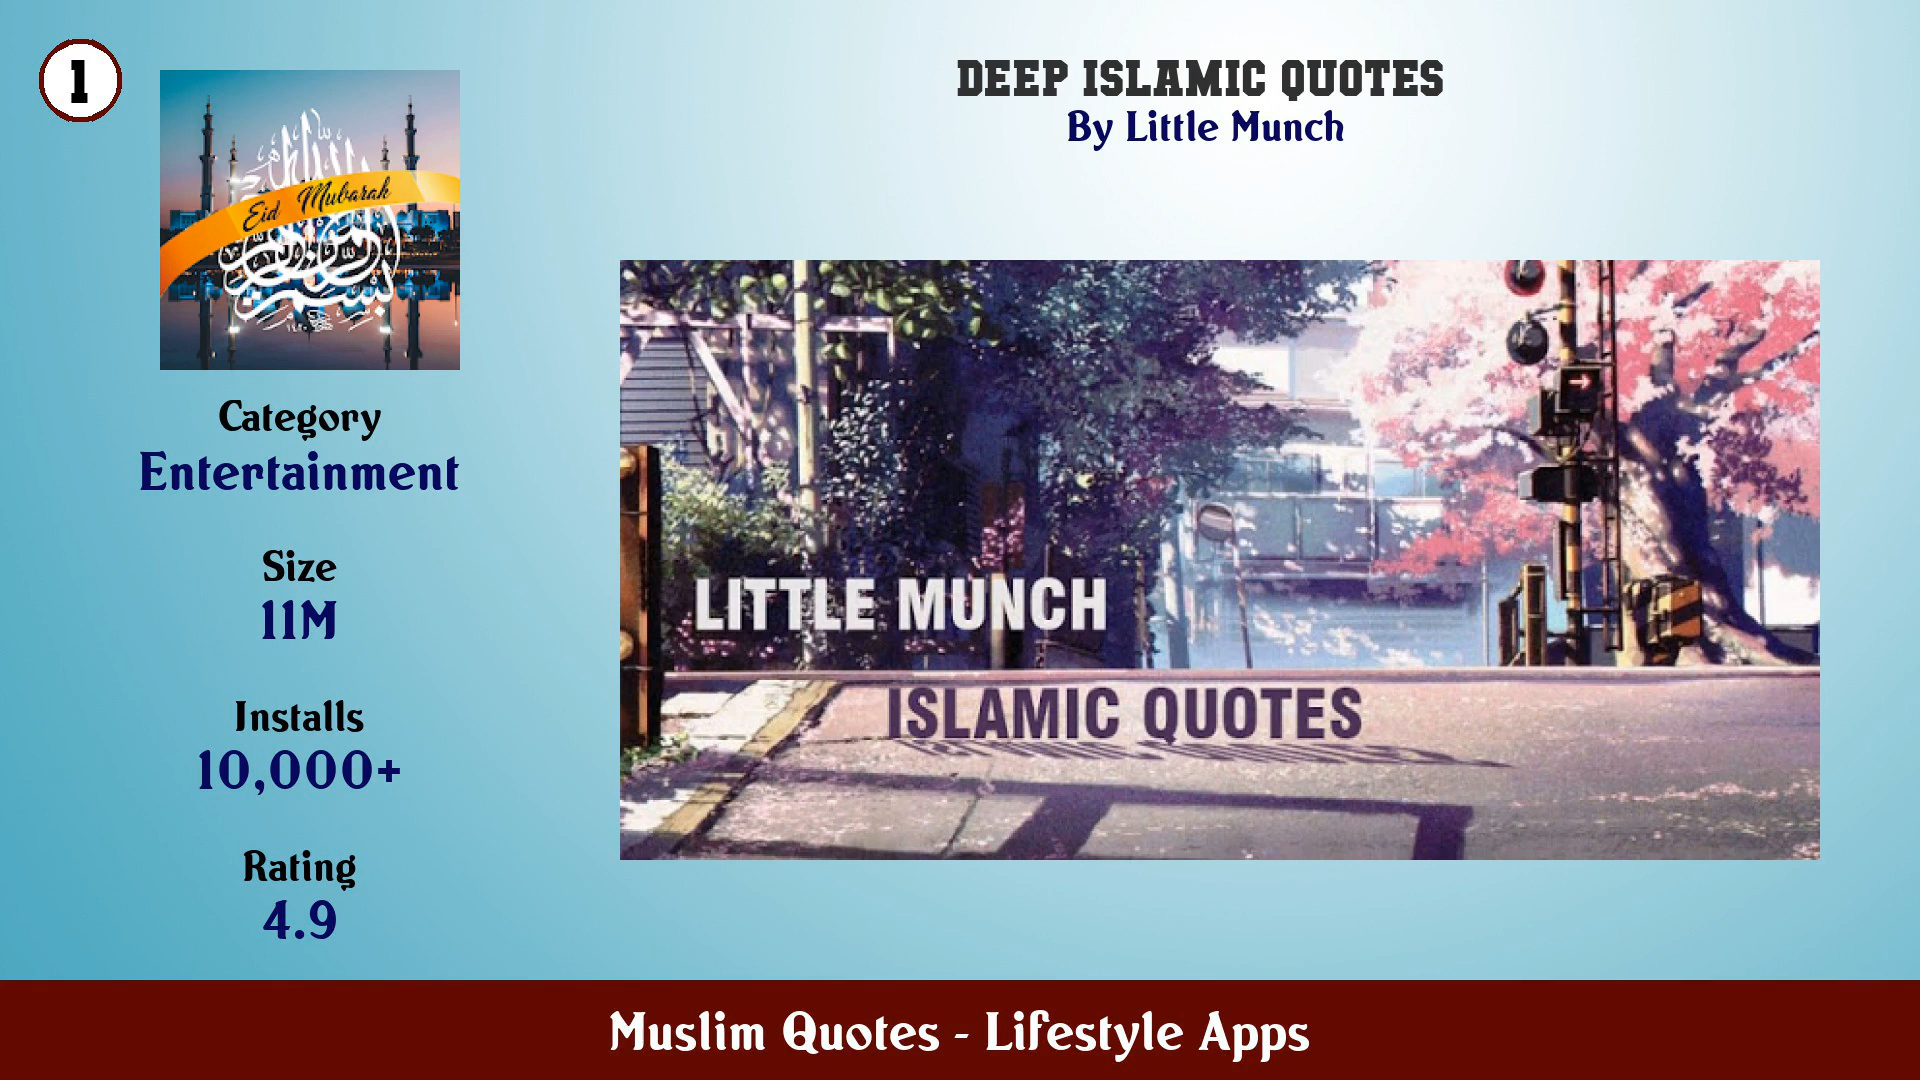 1
DEEP ISLAMIC QUOTES
By Little Munch
Eid Mubarak
Category
Entertainment
Size
11M
Installs
10,000+
Rating
4.9
LITTLE MUNCH
ISLAMIC QUOTES
Muslim Quotes - Lifestyle Apps